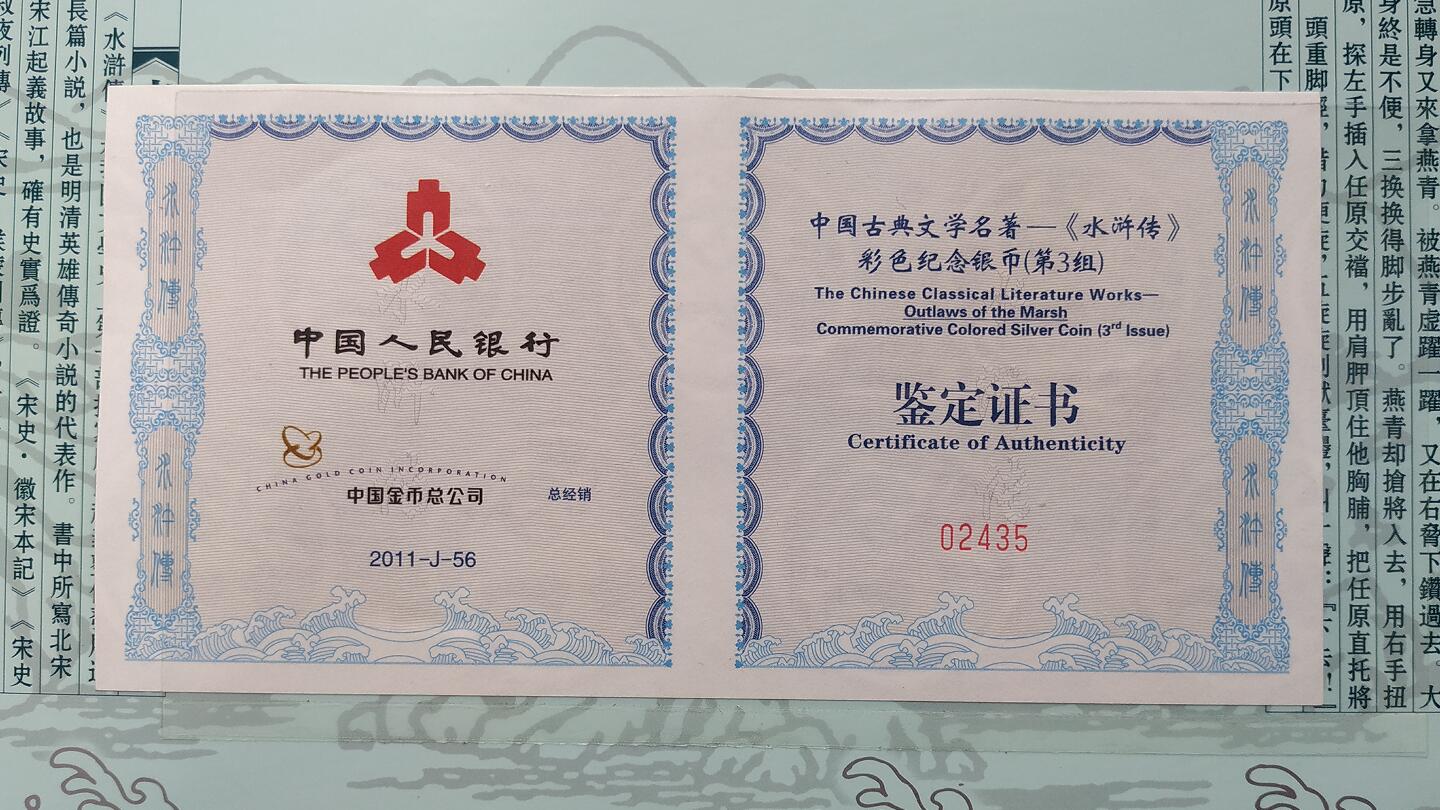 中国人民银行
THE PEOPLE'S BANK OF CHINA
CHINA GOLD COIN INCORPORATION
中国金币总公司
总经销
2011-J-56
中国古典文学名著—《水浒传》
彩色纪念银币(第3组)
The Chinese Classical Literature Works—
Outlaws of the Marsh
Commemorative Colored Silver Coin (3rd Issue)
鉴定证书
Certificate of Authenticity
02435
水滸傳
水滸傳
水滸傳
水滸傳
急轉身又來拿燕青。被燕青虛躍一躍，又在右脅下鑽過去。大
身終是不便，三換換得脚步亂了。燕青却搶將入去，用右手扭
原，探左手插入任原交襠，用肩胛頂住他胸脯，把任原直托將
頭重脚輕，
原頭在下
《水滸傳
長篇小説，也是明清英雄傳奇小説的代表作。書中所寫北宋
宋江起義故事，確有史實爲證。《宋史·徽宋本記》《宋史